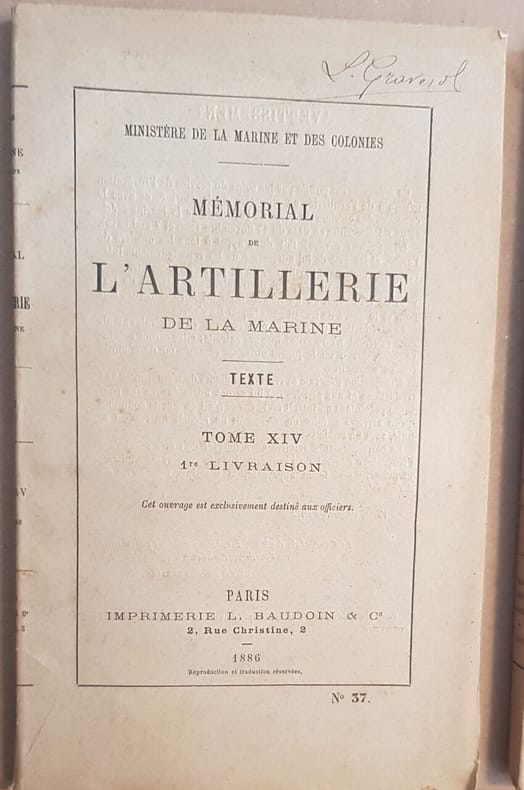 MINISTÈRE DE LA MARINE ET DES COLONIES
MÉMORIAL
DE
L'ARTILLERIE
DE LA MARINE
TEXTE
TOME XIV
1re LIVRAISON
Cet ouvrage est exclusivement destiné aux officiers.
PARIS
IMPRIMERIE L. BAUDOIN & Ce
2, Rue Christine, 2
1886
Reproduction et traduction réservées.
No 37.